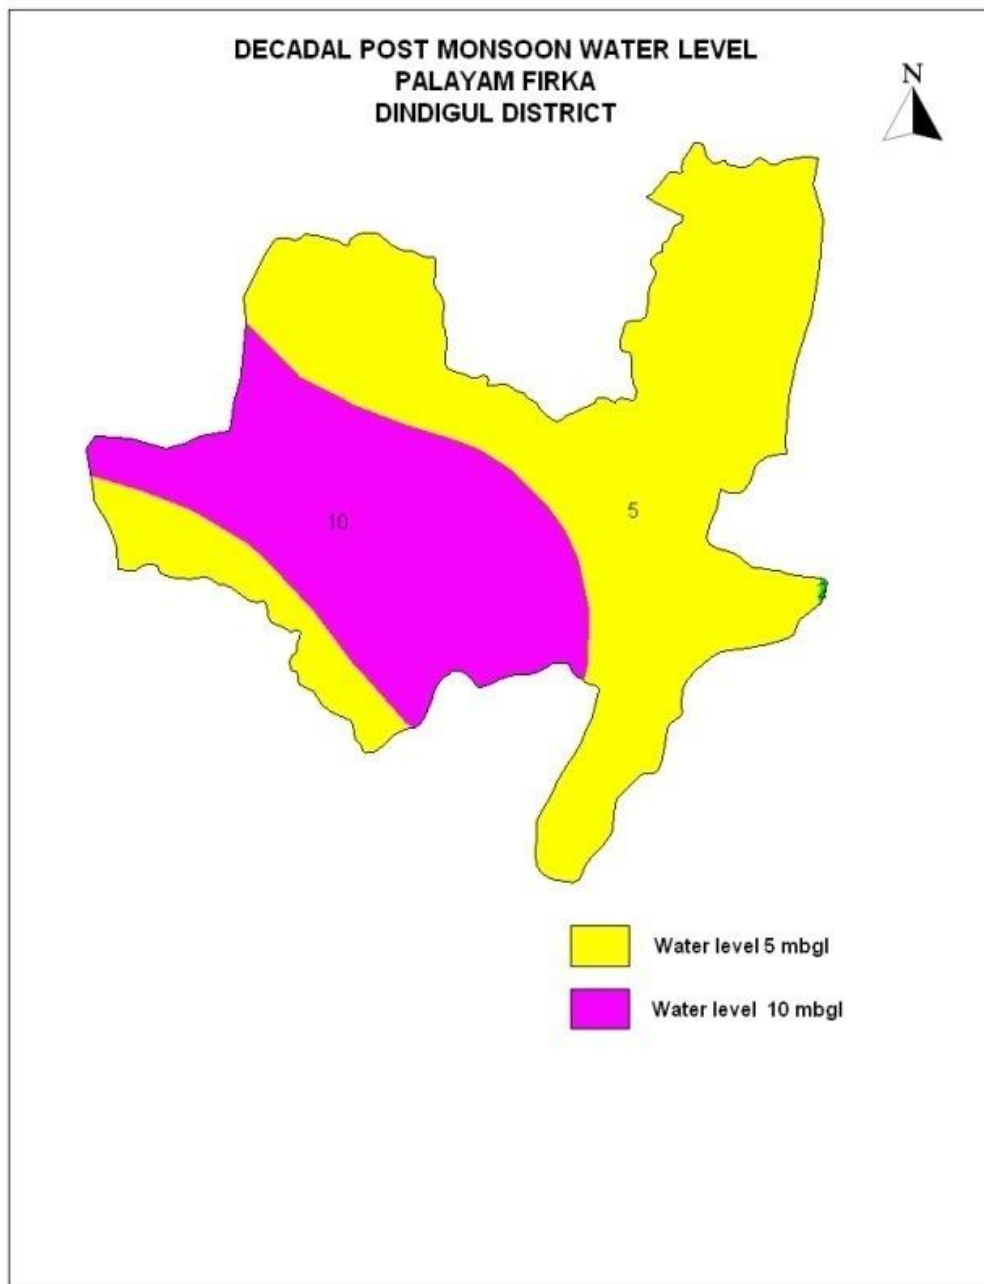 DECADAL POST MONSOON WATER LEVEL
PALAYAM FIRKA
DINDIGUL DISTRICT
N
10
5
Water level 5 mbgl
Water level 10 mbgl